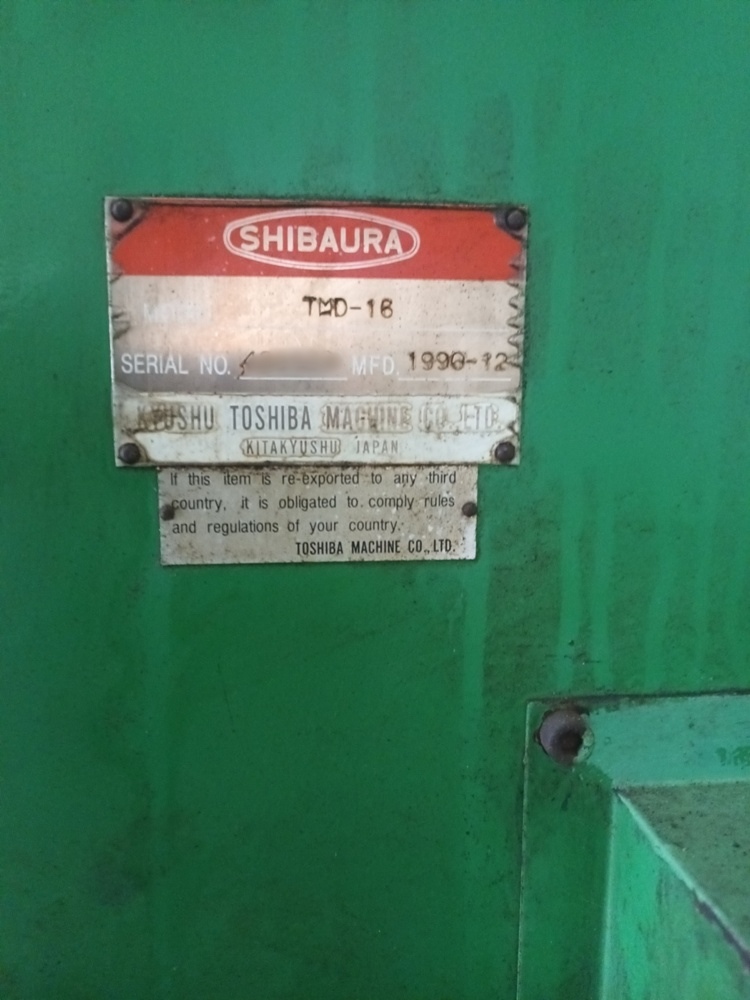 SHIBAURA
MODEL TMD-16
SERIAL NO. MFD. 1990-12
KYUSHU TOSHIBA MACHINE CO. LTD.
KITAKYUSHU JAPAN
If this item is re-exported to any third
country, it is obligated to comply rules
and regulations of your country.
TOSHIBA MACHINE CO., LTD.